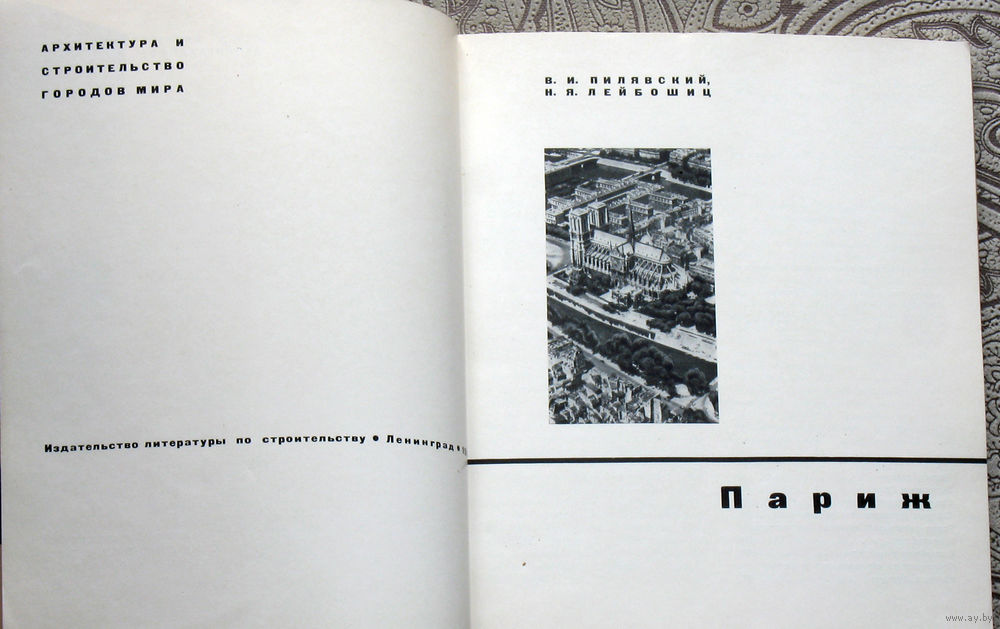 АРХИТЕКТУРА И
СТРОИТЕЛЬСТВО
ГОРОДОВ МИРА
Издательство литературы по строительству • Ленинград •
В. И. ПИЛЯВСКИЙ,
Н. Я. ЛЕЙБОШИЦ
Париж
www.ay.by